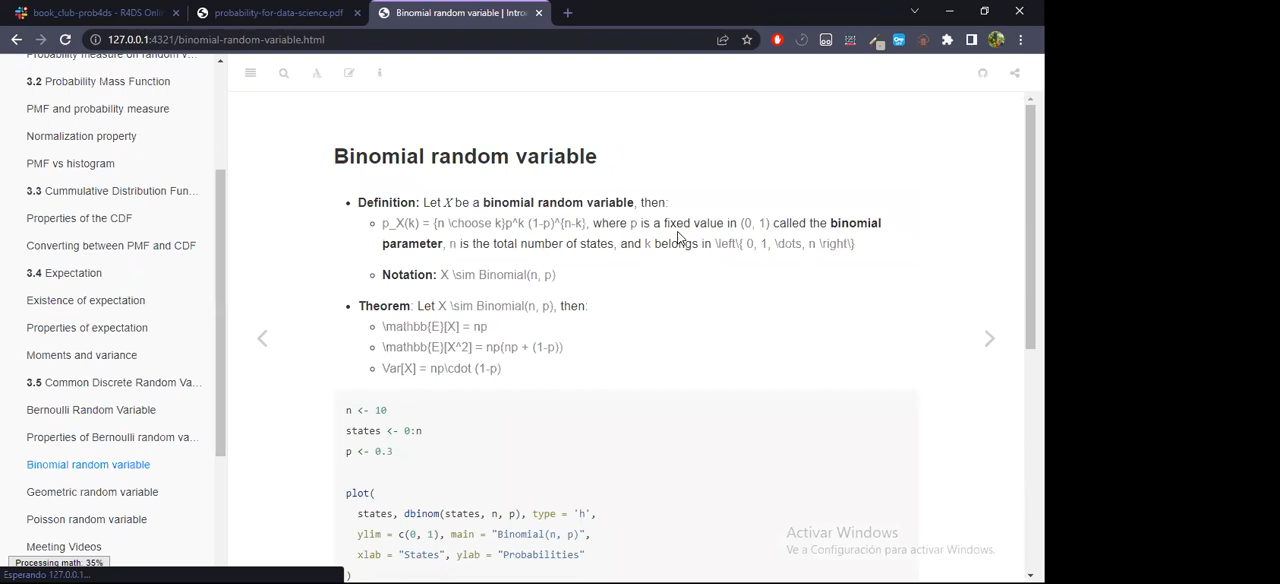 book_club-prob4ds - R4DS Onli
probability-for-data-science.pdf
Binomial random variable | Intro
127.0.0.1:4321/binomial-random-variable.html
Probability measure on random v...
3.2 Probability Mass Function
PMF and probability measure
Normalization property
PMF vs histogram
3.3 Cummulative Distribution Fun...
Properties of the CDF
Converting between PMF and CDF
3.4 Expectation
Existence of expectation
Properties of expectation
Moments and variance
3.5 Common Discrete Random Va...
Bernoulli Random Variable
Properties of Bernoulli random va...
Binomial random variable
Geometric random variable
Poisson random variable
Meeting Videos
Processing math: 35%
Esperando 127.0.0.1...
Binomial random variable
• Definition: Let X be a binomial random variable, then:
p_X(k) = {n \choose k}p^k (1-p)^{n-k}, where p is a fixed value in (0, 1) called the binomial
parameter, n is the total number of states, and k belongs in \left\{ 0, 1, \dots, n \right\}
Notation: X \sim Binomial(n, p)
• Theorem: Let X \sim Binomial(n, p), then:
\mathbb{E}[X] = np
\mathbb{E}[X^2] = np(np + (1-p))
Var[X] = np\cdot (1-p)
n <- 10
states <- 0:n
p <- 0.3
plot(
states, dbinom(states, n, p), type = 'h',
ylim = c(0, 1), main = "Binomial(n, p)",
xlab = "States", ylab = "Probabilities"
)
Activar Windows
Ve a Configuración para activar Windows.